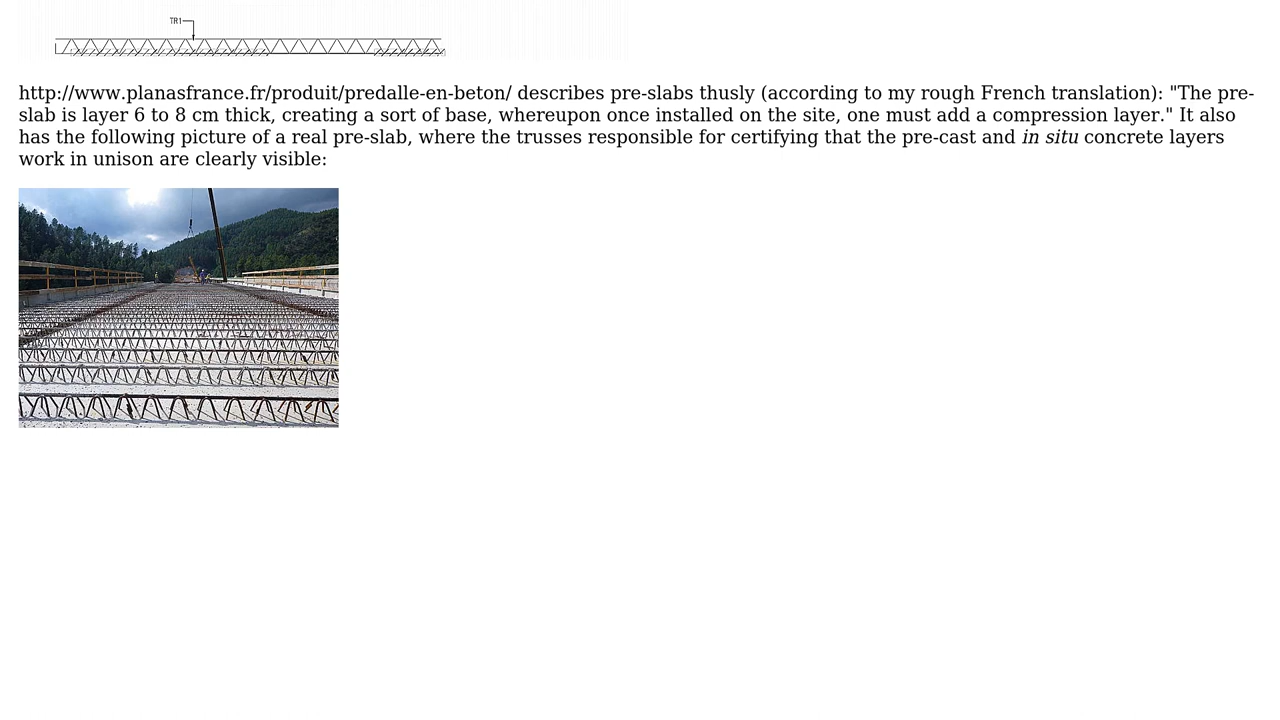 TR1
http://www.planasfrance.fr/produit/predalle-en-beton/ describes pre-slabs thusly (according to my rough French translation): "The pre-
slab is layer 6 to 8 cm thick, creating a sort of base, whereupon once installed on the site, one must add a compression layer." It also
has the following picture of a real pre-slab, where the trusses responsible for certifying that the pre-cast and in situ concrete layers
work in unison are clearly visible: